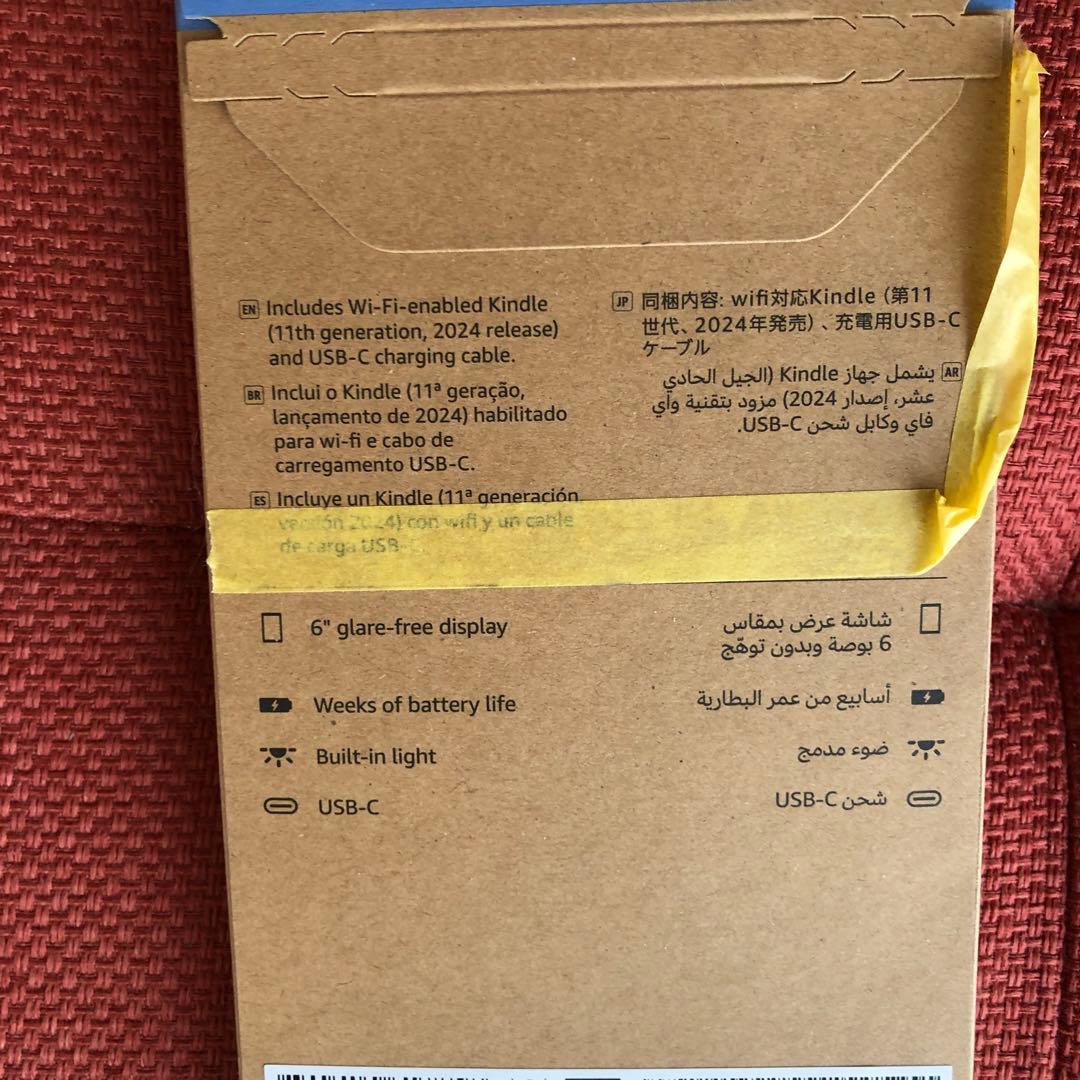 EN Includes Wi-Fi-enabled Kindle
(11th generation, 2024 release)
and USB-C charging cable.
BR Inclui o Kindle (11ª geração,
lançamento de 2024) habilitado
para wi-fi e cabo de
carregamento USB-C.
ES Incluye un Kindle (11ª generación,
versión 2024) con wifi y un cable
de carga USB-C.
JP 同梱内容: wifi対応Kindle（第11
世代、2024年発売）、充電用USB-C
ケーブル
AR يشمل جهاز Kindle (الجيل الحادي
عشر، إصدار 2024) مزود بتقنية واي
فاي وكابل شحن USB-C.
6" glare-free display
شاشة عرض بمقاس
6 بوصة وبدون توهّج
Weeks of battery life
أسابيع من عمر البطارية
Built-in light
ضوء مدمج
USB-C
شحن USB-C